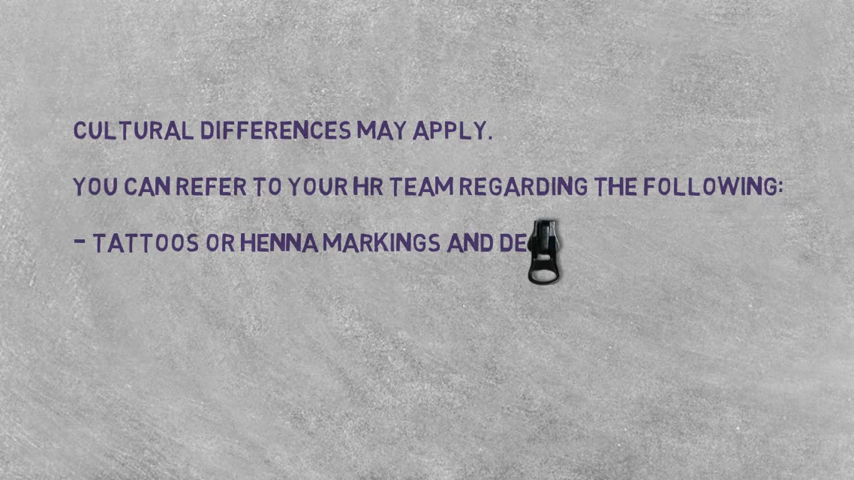 CULTURAL DIFFERENCES MAY APPLY.
YOU CAN REFER TO YOUR HR TEAM REGARDING THE FOLLOWING:
- TATTOOS OR HENNA MARKINGS AND DE